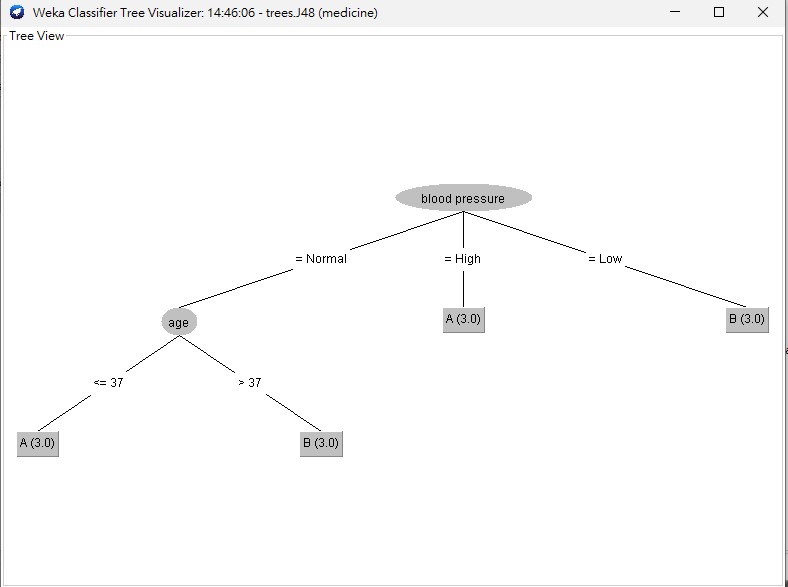 Weka Classifier Tree Visualizer: 14:46:06 - trees.J48 (medicine)
Tree View
blood pressure
= Normal
= High
= Low
age
A (3.0)
B (3.0)
<= 37
> 37
A (3.0)
B (3.0)